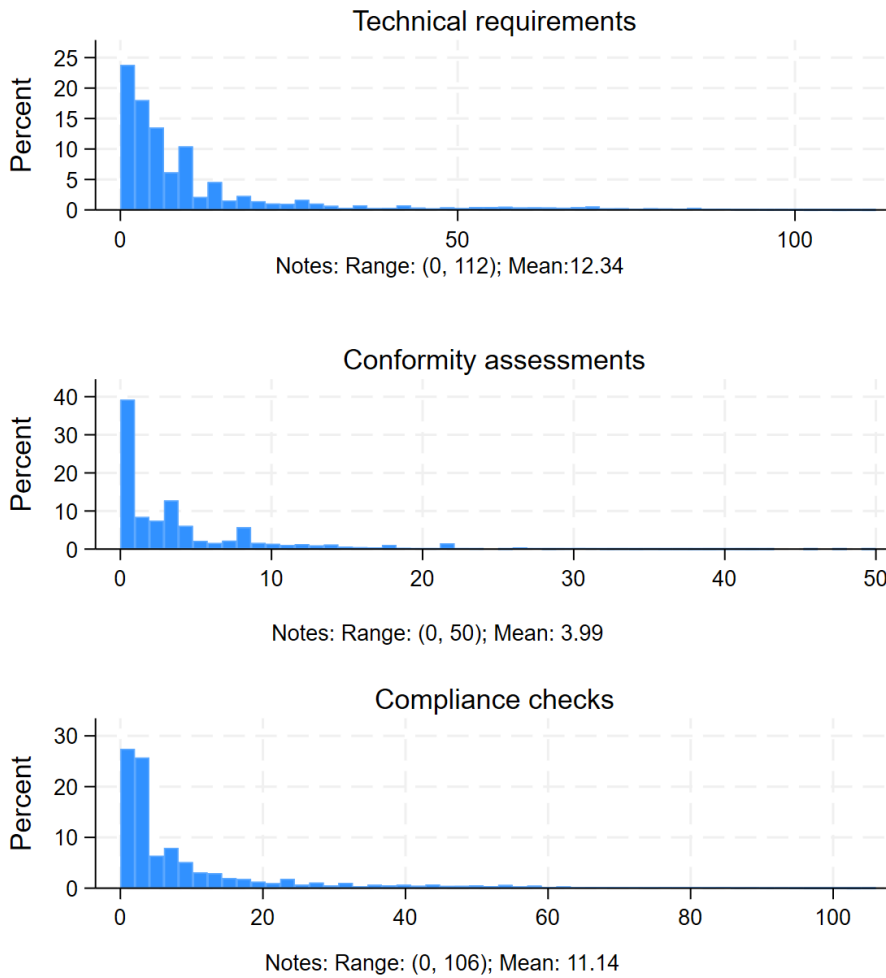 Technical requirements
Percent
25
20
15
10
5
0
0 50 100
Notes: Range: (0, 112); Mean:12.34
Conformity assessments
Percent
40
30
20
10
0
0 10 20 30 40 50
Notes: Range: (0, 50); Mean: 3.99
Compliance checks
Percent
30
20
10
0
0 20 40 60 80 100
Notes: Range: (0, 106); Mean: 11.14